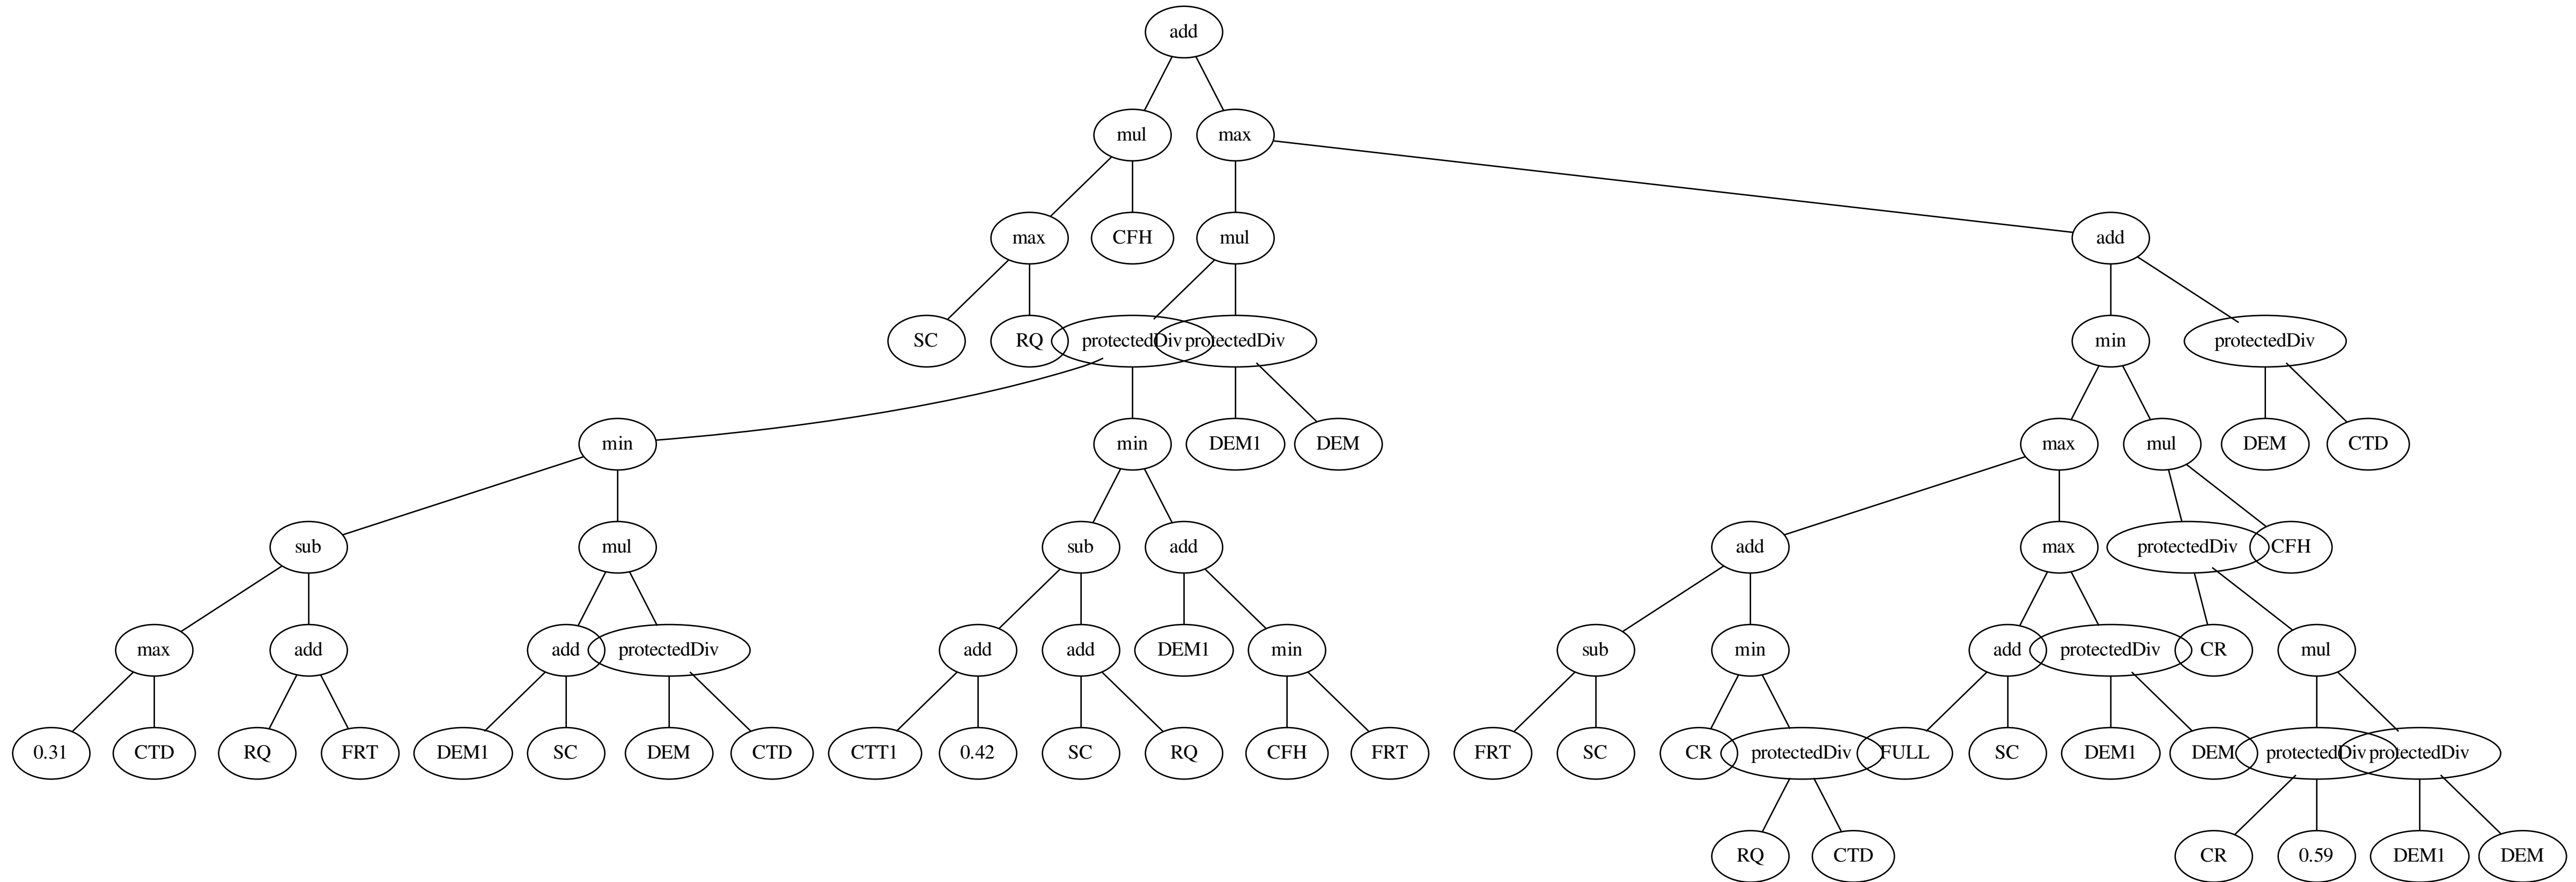 add
mul max
max CFH mul add
SC RQ protectedDiv protectedDiv min protectedDiv
min min DEM1 DEM max mul DEM CTD
sub mul sub add add max protectedDiv CFH
max add add protectedDiv add add DEM1 min sub min add protectedDiv CR mul
0.31 CTD RQ FRT DEM1 SC DEM CTD CTT1 0.42 SC RQ CFH FRT FRT SC CR protectedDiv FULL SC DEM1 DEM protectedDiv protectedDiv
RQ CTD CR 0.59 DEM1 DEM